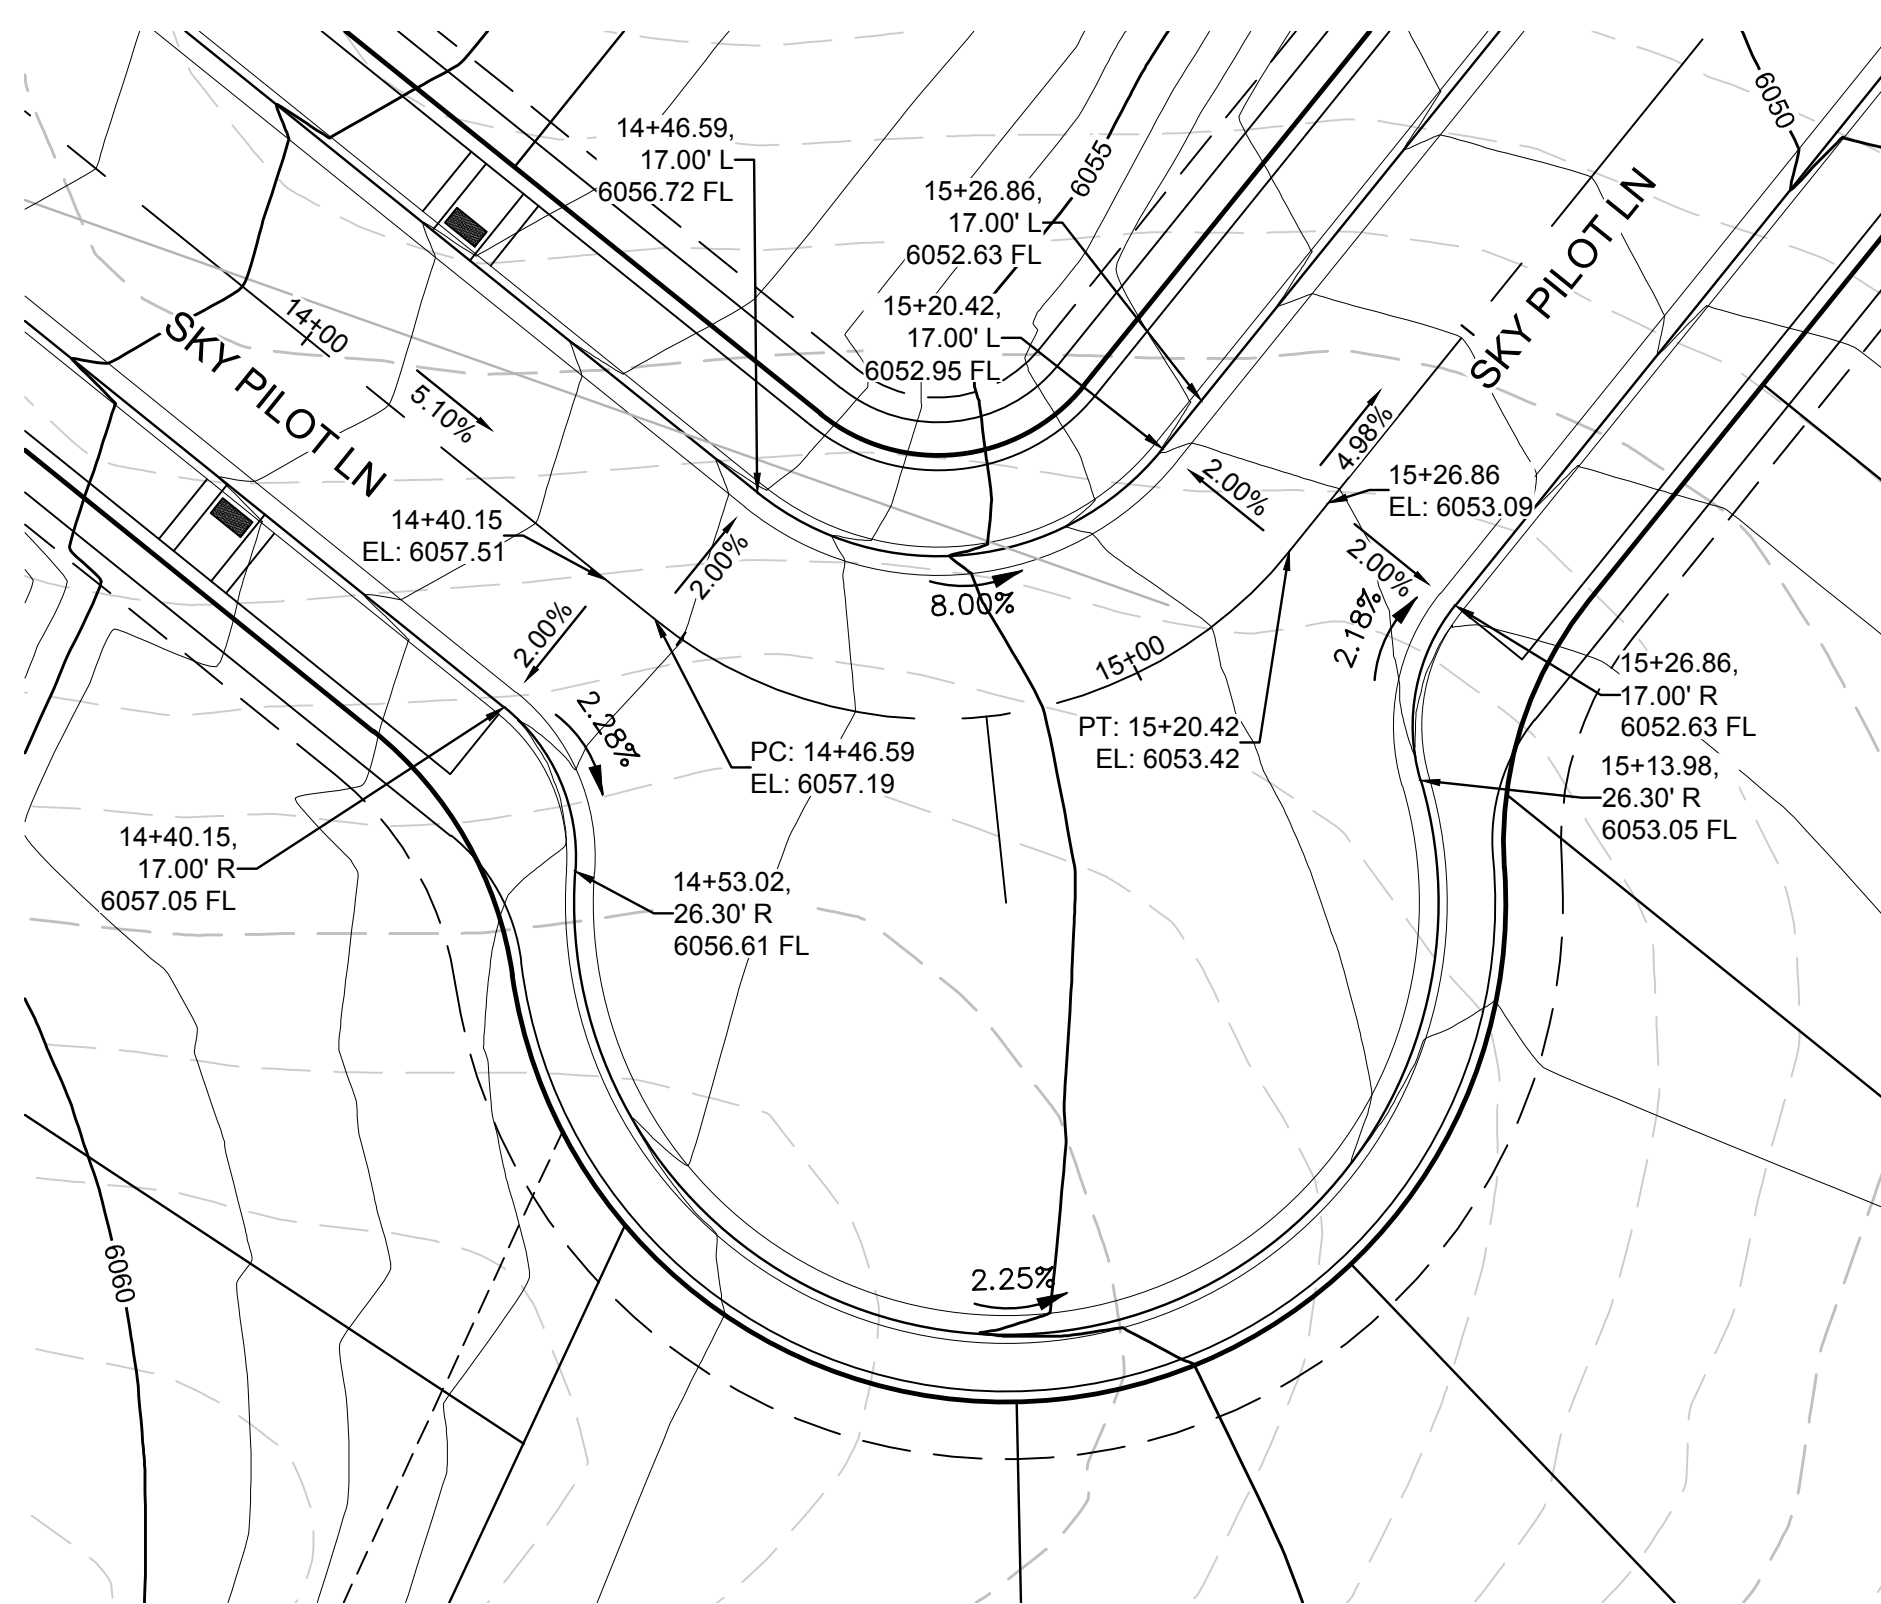 6050
14+46.59,
17.00' L
6056.72 FL
6055
15+26.86,
17.00' L
6052.63 FL
SKY PILOT LN
15+20.42,
17.00' L
6052.95 FL
14+00
SKY PILOT LN
5.10%
4.98%
2.00%
15+26.86
EL: 6053.09
14+40.15
EL: 6057.51
2.00%
2.00%
8.00%
2.00%
2.18%
15+00
15+26.86,
17.00' R
6052.63 FL
2.28%
PC: 14+46.59
EL: 6057.19
PT: 15+20.42
EL: 6053.42
15+13.98,
26.30' R
6053.05 FL
14+40.15,
17.00' R
6057.05 FL
14+53.02,
26.30' R
6056.61 FL
6060
2.25%